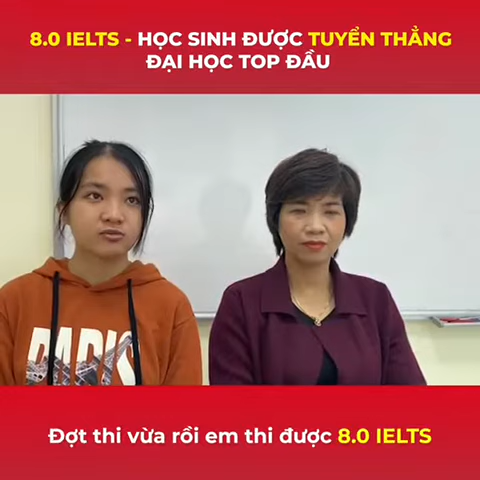 8.0 IELTS - HỌC SINH ĐƯỢC TUYỂN THẲNG
ĐẠI HỌC TOP ĐẦU
PARIS
Đợt thi vừa rồi em thi được 8.0 IELTS